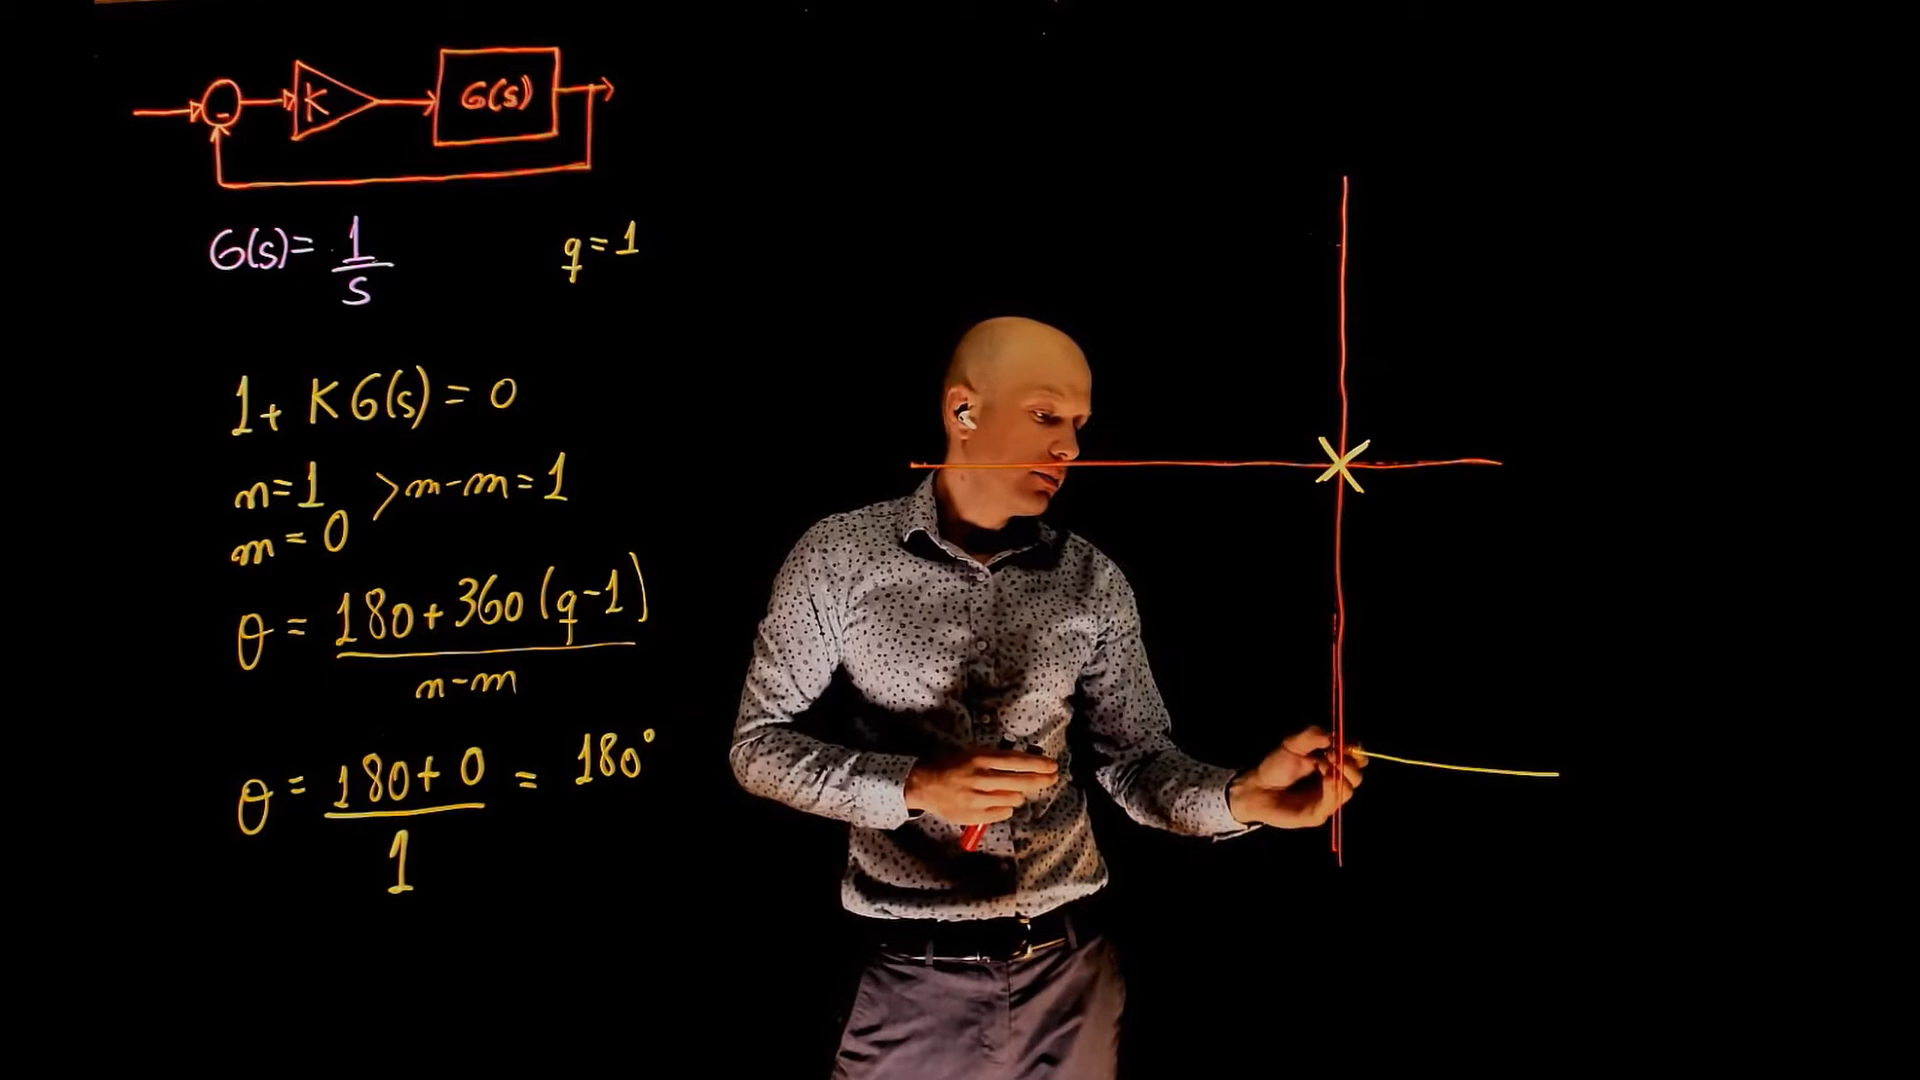 K G(s)
-
G(s) = 1/s q = 1
1 + K G(s) = 0
n = 1 > n - m = 1
m = 0
θ = 180 + 360 (q - 1) / n - m
θ = 180 + 0 / 1 = 180°